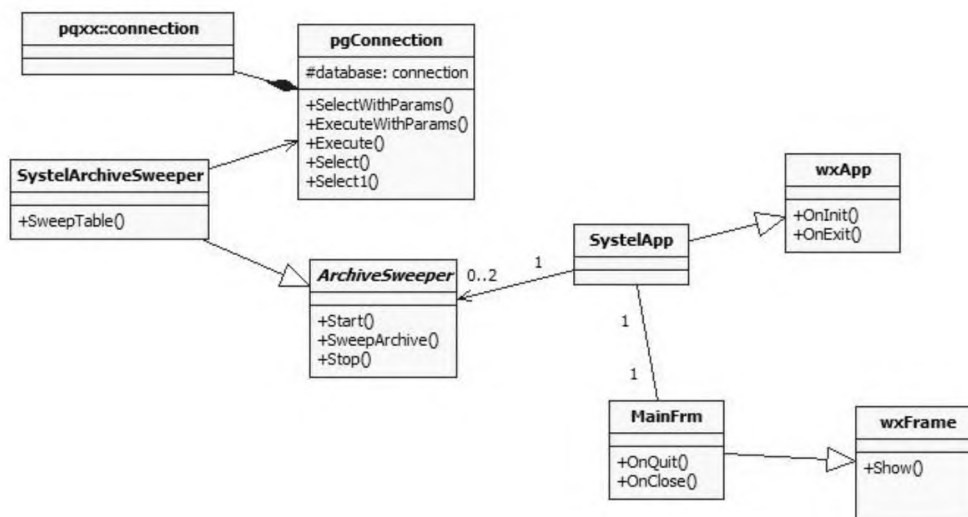 pqxx::connection
pgConnection
#database: connection
+SelectWithParams()
+ExecuteWithParams()
+Execute()
+Select()
+Select1()
SystelArchiveSweeper
+SweepTable()
wxApp
+OnInit()
+OnExit()
SystelApp
ArchiveSweeper
+Start()
+SweepArchive()
+Stop()
0..2
1
1
1
MainFrm
+OnQuit()
+OnClose()
wxFrame
+Show()